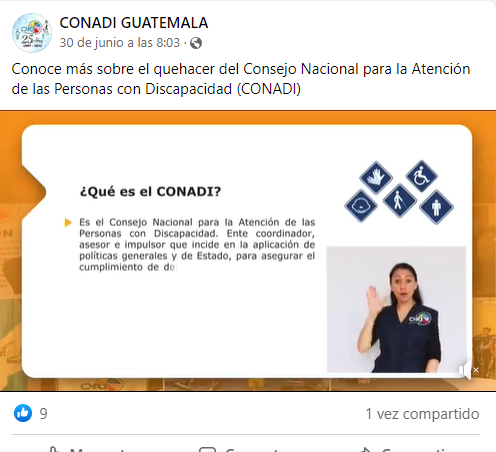 CONADI GUATEMALA
30 de junio a las 8:03 ·
Conoce más sobre el quehacer del Consejo Nacional para la Atención
de las Personas con Discapacidad (CONADI)
¿Qué es el CONADI?
Es el Consejo Nacional para la Atención de las
Personas con Discapacidad. Ente coordinador,
asesor e impulsor que incide en la aplicación de
políticas generales y de Estado, para asegurar el
cumplimiento de de
9
1 vez compartido